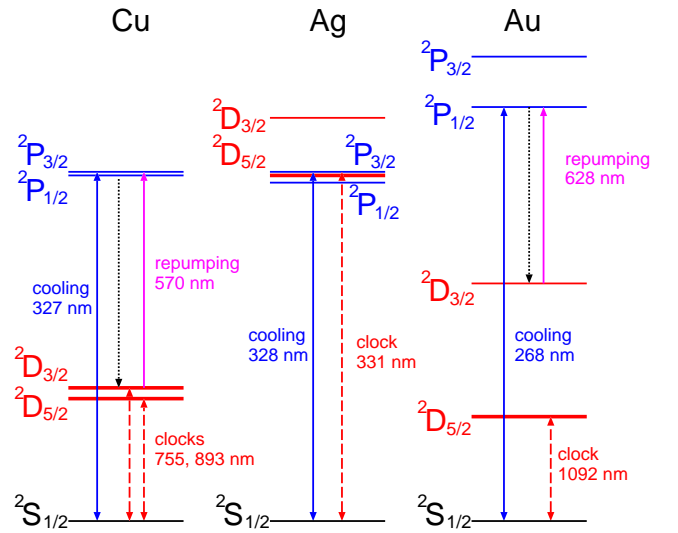 Cu
²P3/2
²P1/2
cooling
327 nm
repumping
570 nm
²D3/2
²D5/2
clocks
755, 893 nm
²S1/2
Ag
²D3/2
²D5/2
²P3/2
²P1/2
cooling
328 nm
clock
331 nm
²S1/2
Au
²P3/2
²P1/2
repumping
628 nm
²D3/2
cooling
268 nm
²D5/2
clock
1092 nm
²S1/2